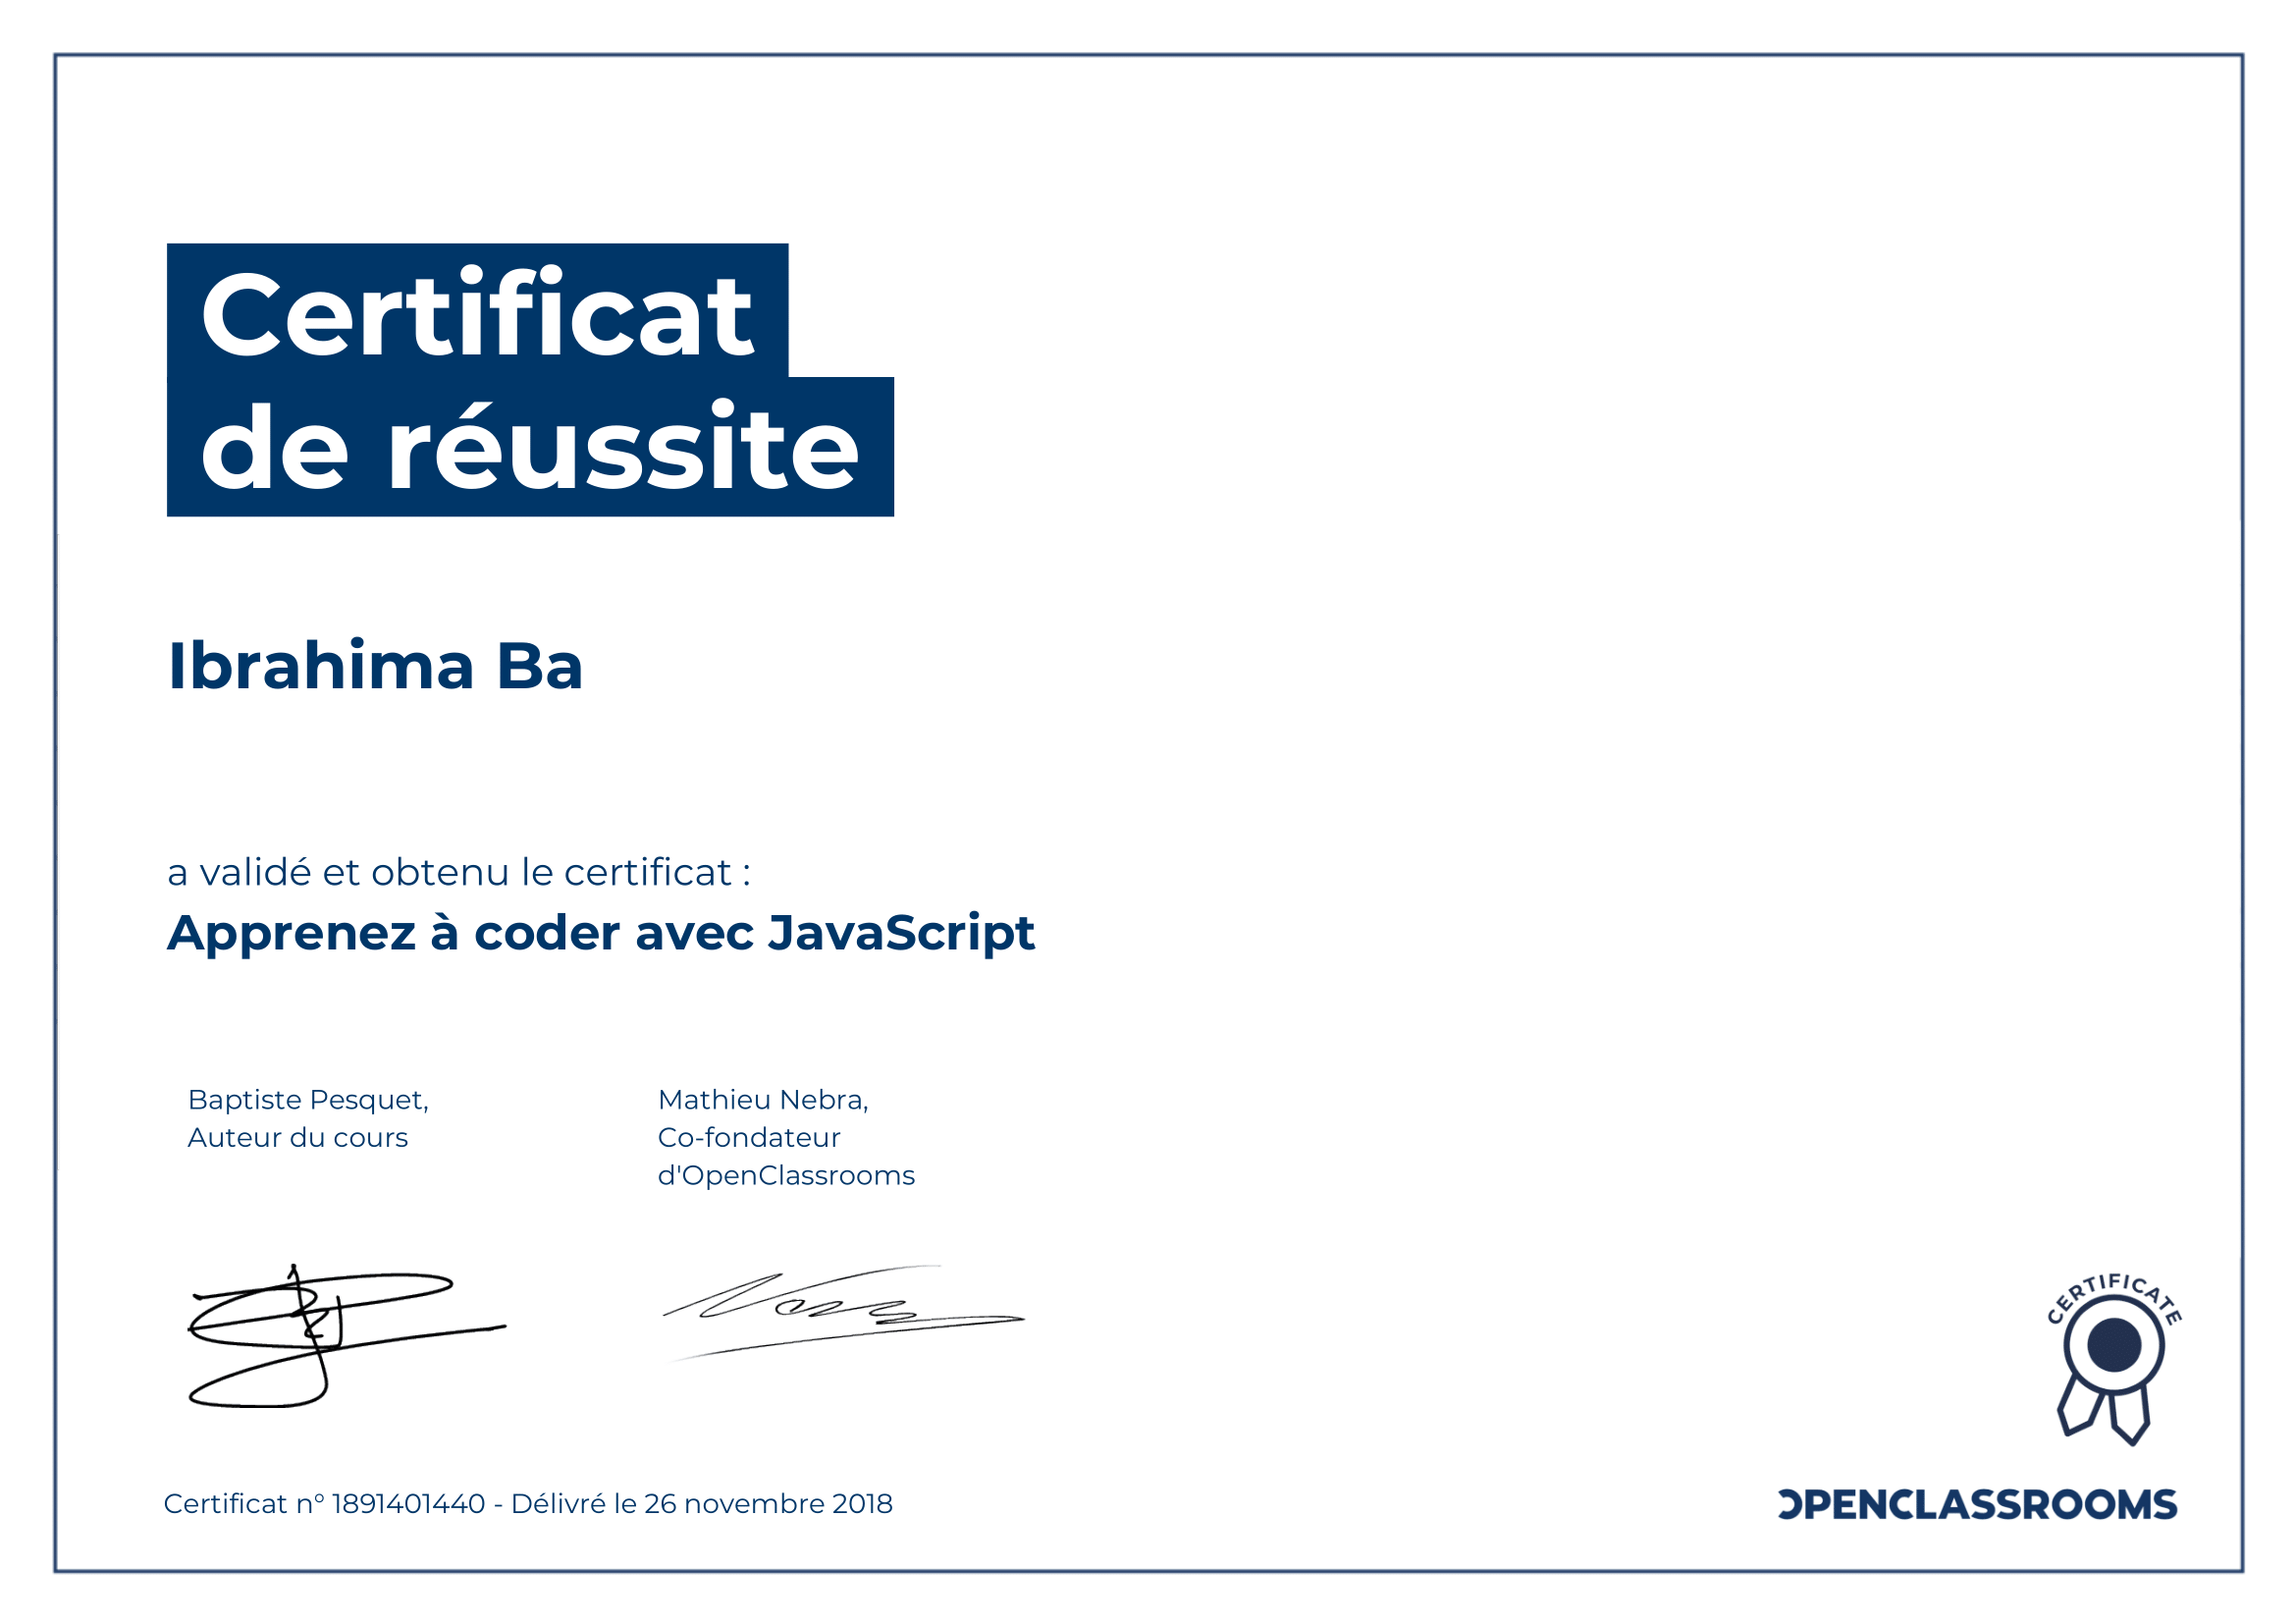 Certificat
de réussite
Ibrahima Ba
a validé et obtenu le certificat :
Apprenez à coder avec JavaScript
Baptiste Pesquet,
Auteur du cours
Mathieu Nebra,
Co-fondateur
d'OpenClassrooms
CERTIFICATE
Certificat n° 1891401440 - Délivré le 26 novembre 2018
OPENCLASSROOMS